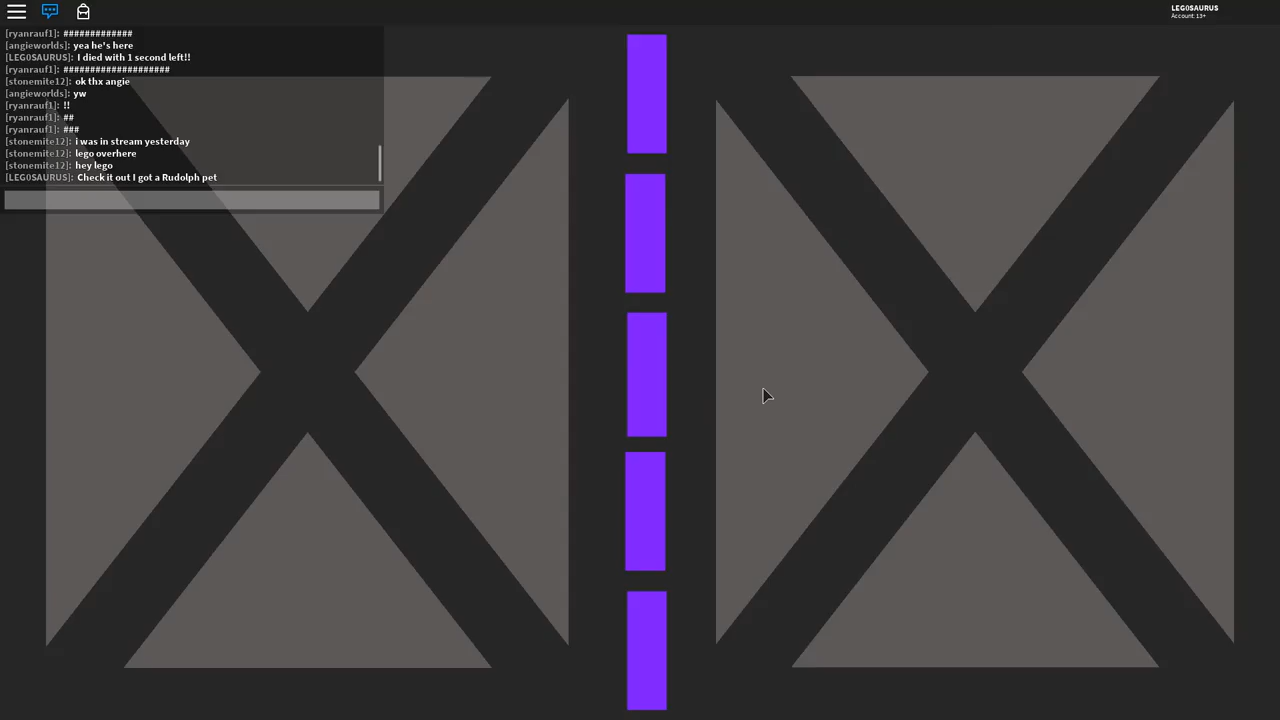 LEG0SAURUS
Account: 13+
[ryanrauf1]: #############
[angieworlds]: yea he's here
[LEG0SAURUS]: I died with 1 second left!!
[ryanrauf1]: ####################
[stonemite12]: ok thx angie
[angieworlds]: yw
[ryanrauf1]: !!
[ryanrauf1]: ##
[ryanrauf1]: ###
[stonemite12]: i was in stream yesterday
[stonemite12]: lego overhere
[stonemite12]: hey lego
[LEG0SAURUS]: Check it out I got a Rudolph pet